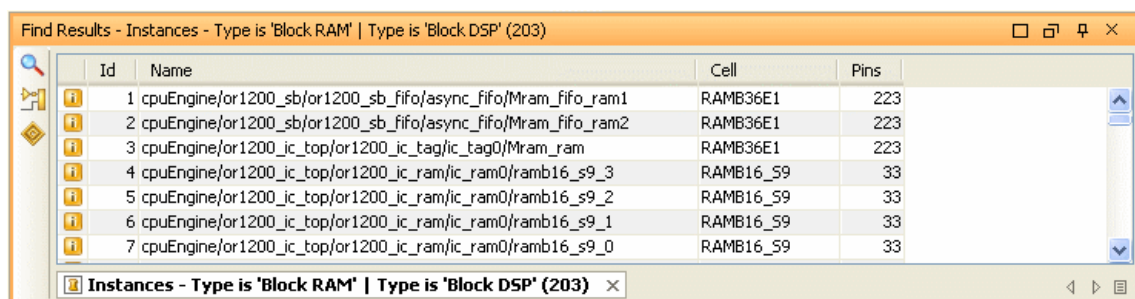 Find Results - Instances - Type is 'Block RAM' | Type is 'Block DSP' (203)
Id Name Cell Pins
1 cpuEngine/or1200_sb/or1200_sb_fifo/async_fifo/Mram_fifo_ram1 RAMB36E1 223
2 cpuEngine/or1200_sb/or1200_sb_fifo/async_fifo/Mram_fifo_ram2 RAMB36E1 223
3 cpuEngine/or1200_ic_top/or1200_ic_tag/ic_tag0/Mram_ram RAMB36E1 223
4 cpuEngine/or1200_ic_top/or1200_ic_ram/ic_ram0/ramb16_s9_3 RAMB16_S9 33
5 cpuEngine/or1200_ic_top/or1200_ic_ram/ic_ram0/ramb16_s9_2 RAMB16_S9 33
6 cpuEngine/or1200_ic_top/or1200_ic_ram/ic_ram0/ramb16_s9_1 RAMB16_S9 33
7 cpuEngine/or1200_ic_top/or1200_ic_ram/ic_ram0/ramb16_s9_0 RAMB16_S9 33
Instances - Type is 'Block RAM' | Type is 'Block DSP' (203)